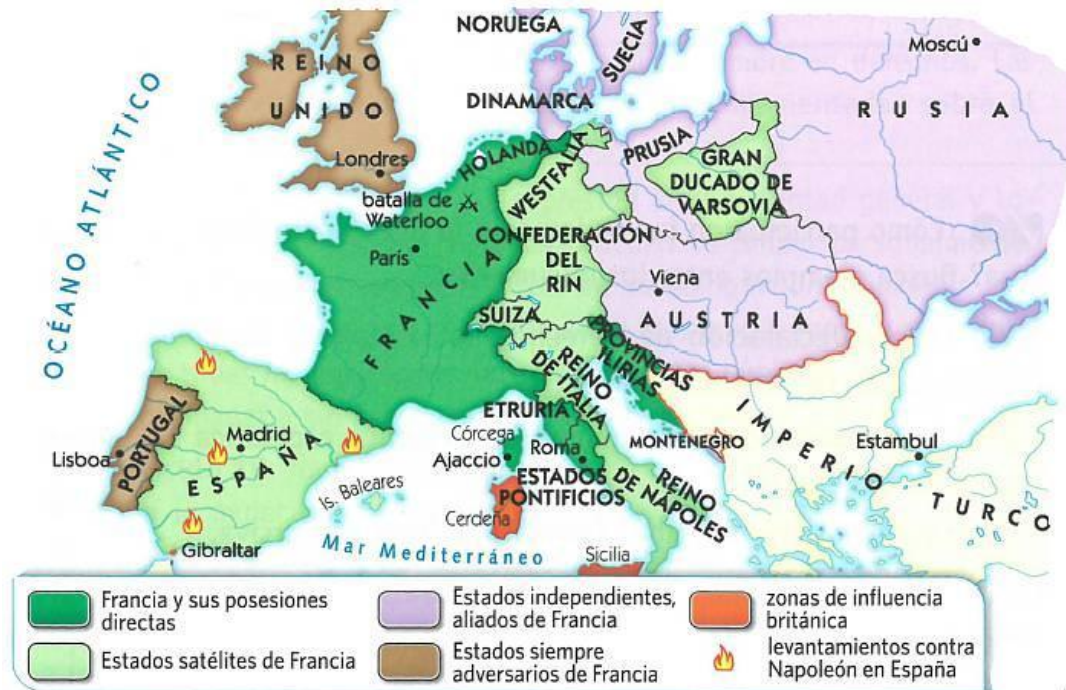 NORUEGA
SUECIA
Moscú
REINO
UNIDO
DINAMARCA
RUSIA
OCÉANO ATLÁNTICO
Londres
HOLANDA
PRUSIA
GRAN
DUCADO DE
VARSOVIA
WESTFALIA
batalla de
Waterloo
París
CONFEDERACIÓN
DEL
RIN
Viena
FRANCIA
SUIZA
AUSTRIA
PROVINCIAS
ILIRIAS
REINO
DE ITALIA
IMPERIO
TURCO
ETRURIA
Córcega
MONTENEGRO
Estambul
PORTUGAL
Madrid
Lisboa
ESPAÑA
Is. Baleares
Ajaccio
Roma
ESTADOS
PONTIFICIOS
REINO
DE NÁPOLES
Cerdeña
Gibraltar
Mar Mediterráneo
Sicilia
Francia y sus posesiones
directas
Estados satélites de Francia
Estados independientes,
aliados de Francia
Estados siempre
adversarios de Francia
zonas de influencia
británica
levantamientos contra
Napoleón en España